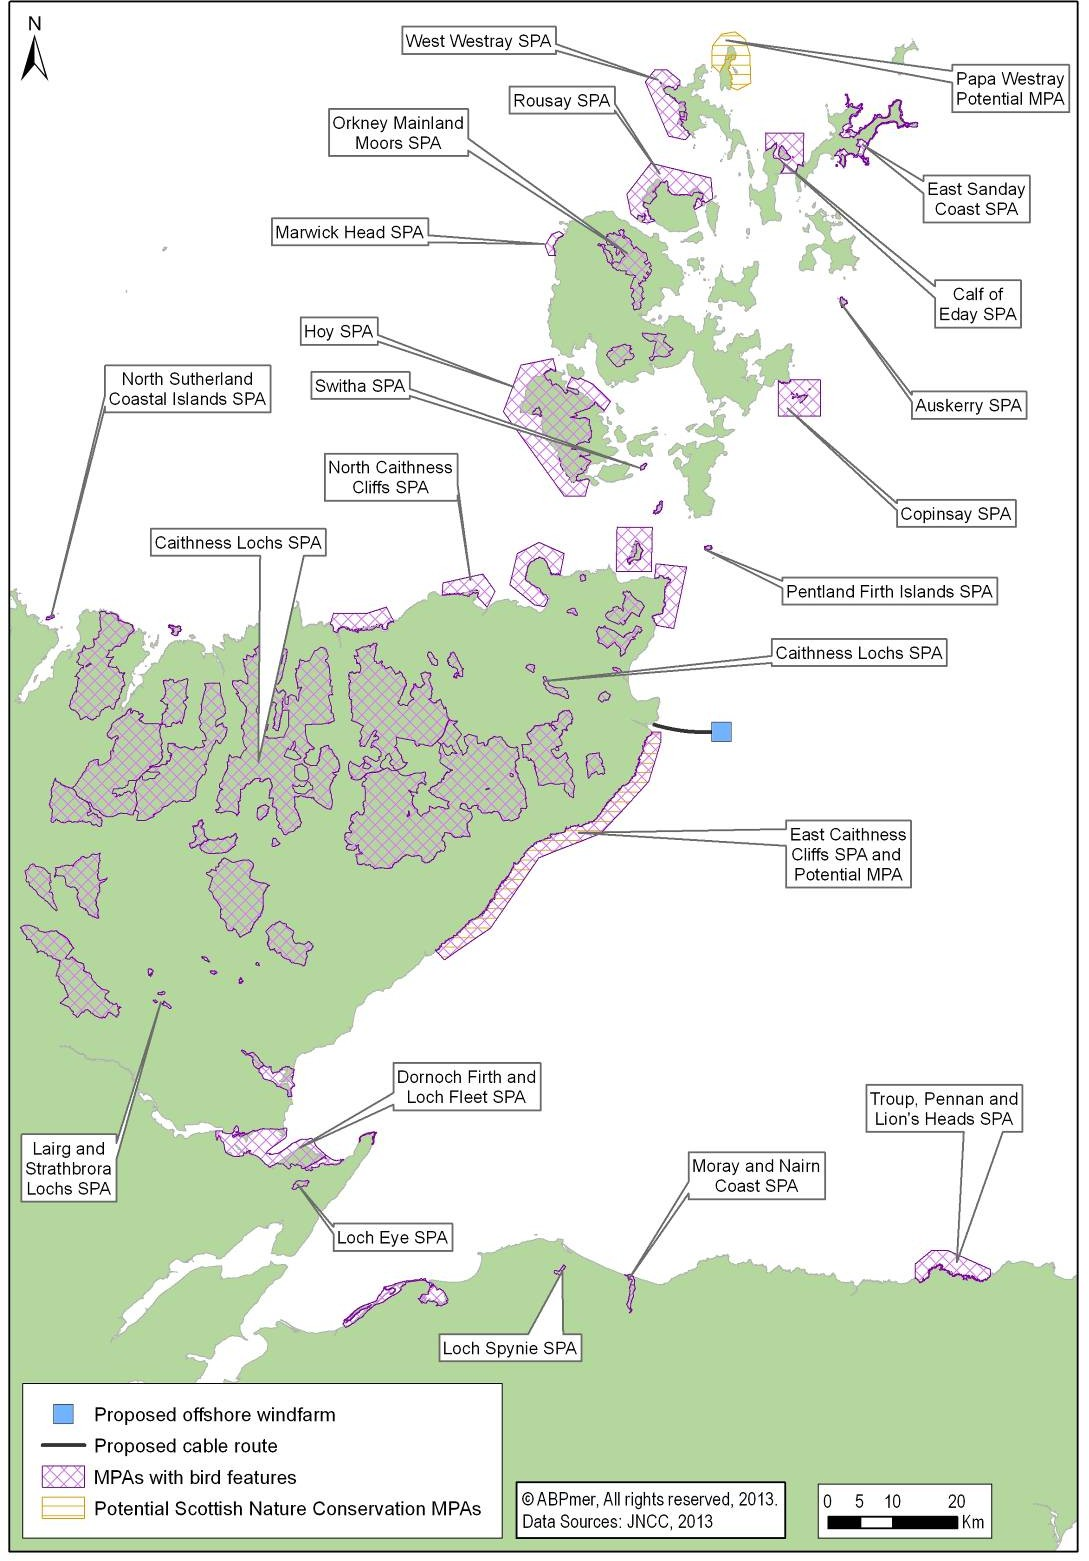 N
West Westray SPA
Papa Westray
Potential MPA
Rousay SPA
Orkney Mainland
Moors SPA
East Sanday
Coast SPA
Marwick Head SPA
Calf of
Eday SPA
Hoy SPA
Switha SPA
North Sutherland
Coastal Islands SPA
Auskerry SPA
North Caithness
Cliffs SPA
Copinsay SPA
Caithness Lochs SPA
Pentland Firth Islands SPA
Caithness Lochs SPA
East Caithness
Cliffs SPA and
Potential MPA
Dornoch Firth and
Loch Fleet SPA
Troup, Pennan and
Lion's Heads SPA
Lairg and
Strathbrora
Lochs SPA
Moray and Nairn
Coast SPA
Loch Eye SPA
Loch Spynie SPA
Proposed offshore windfarm
Proposed cable route
MPAs with bird features
Potential Scottish Nature Conservation MPAs
© ABPmer, All rights reserved, 2013.
Data Sources: JNCC, 2013
0 5 10 20
Km